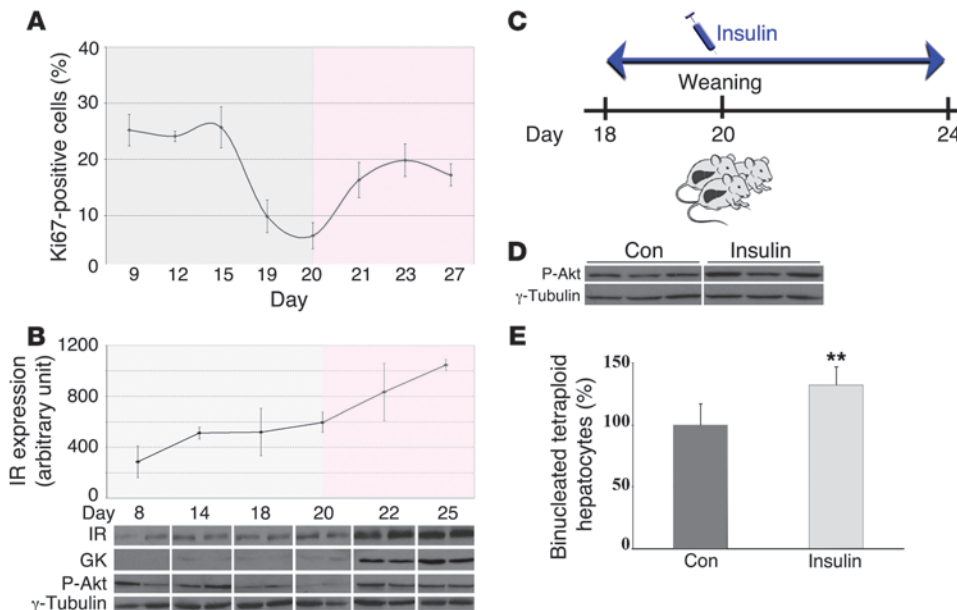 A
Ki67-positive cells (%)
40
30
20
10
0
9 12 15 19 20 21 23 27
Day
B
IR expression
(arbitrary unit)
1200
800
400
0
Day 8 14 18 20 22 25
IR
GK
P-Akt
γ-Tubulin
C
Insulin
Weaning
Day 18 20 24
D
Con Insulin
P-Akt
γ-Tubulin
E
Binucleated tetraploid
hepatocytes (%)
150
100
150
0
**
Con Insulin